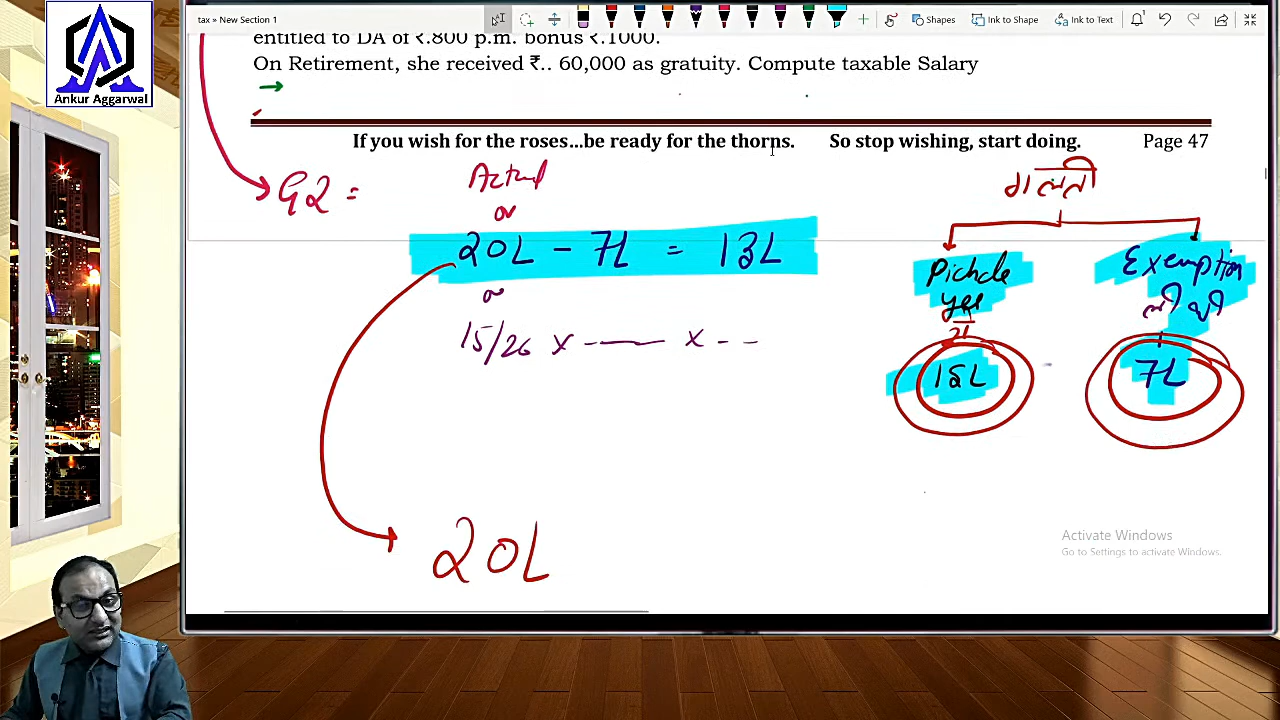 tax » New Section 1
Shapes
Ink to Shape
Ink to Text
entitled to DA of ₹.800 p.m. bonus ₹.1000.
On Retirement, she received ₹.. 60,000 as gratuity. Compute taxable Salary
Ankur Aggarwal
If you wish for the roses...be ready for the thorns. So stop wishing, start doing. Page 47
G2 =
Actual
or
20L - 7L = 13L
or
15/26 x —— x - -
गलती
Pichle
Exemption
ली थी
7L
20L
Activate Windows
Go to Settings to activate Windows.